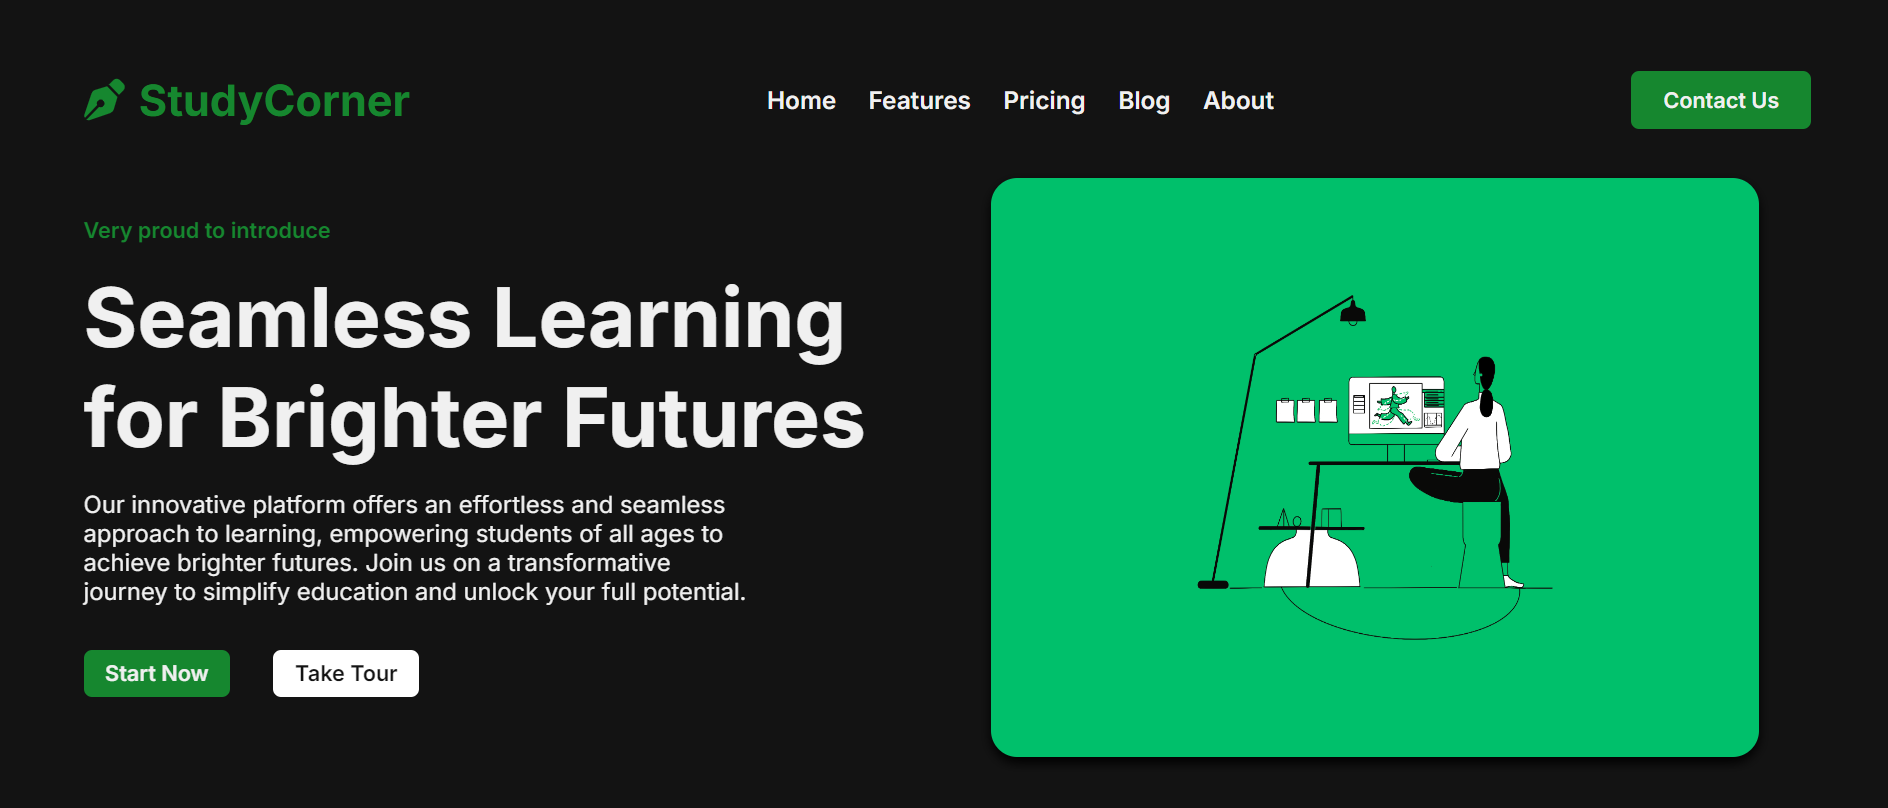 StudyCorner
Home Features Pricing Blog About
Contact Us
Very proud to introduce
Seamless Learning
for Brighter Futures
Our innovative platform offers an effortless and seamless
approach to learning, empowering students of all ages to
achieve brighter futures. Join us on a transformative
journey to simplify education and unlock your full potential.
Start Now
Take Tour